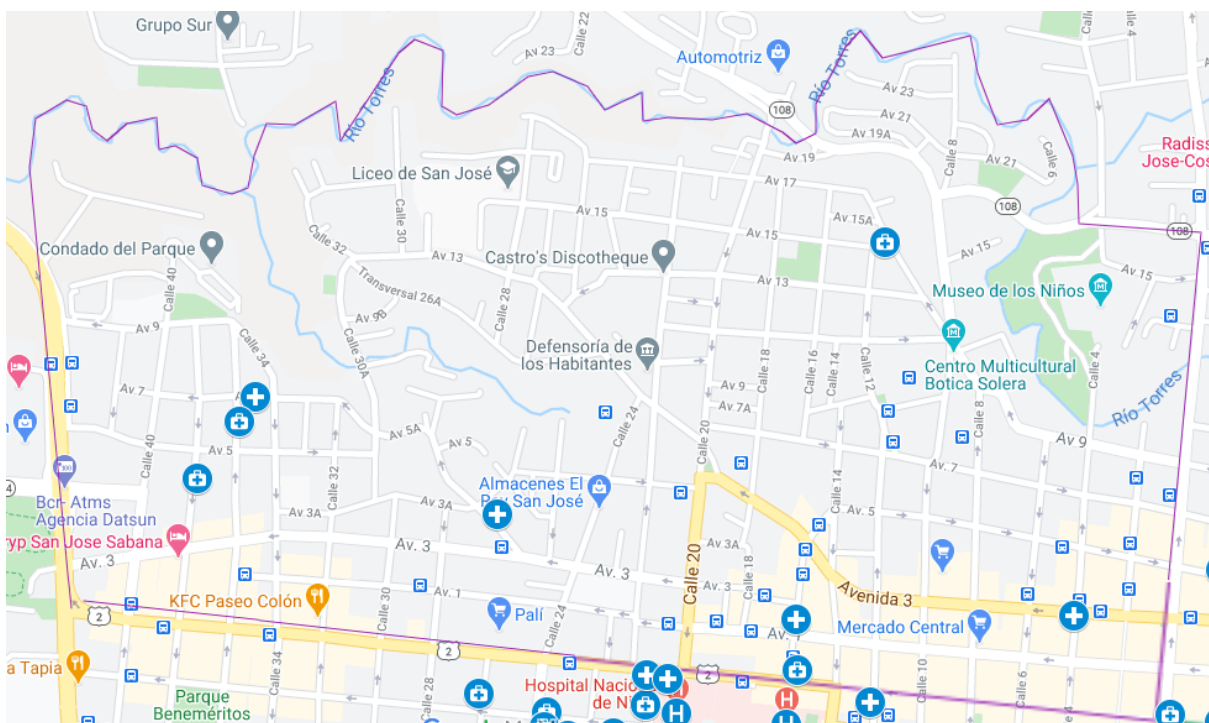 Grupo Sur
Av 23
Calle 22
Automotriz
Río Torres
Río Torres
108
Av 23
Av 21
Av 19A
Calle 8
Av 21
Calle 6
Calle 4
Radiss
Jose-Cos
Liceo de San José
Av 19
Av 17
Calle 30
Av 15
Av 15A
Av 15
108
108
Calle 32
Condado del Parque
Calle 40
Av 13
Castro's Discotheque
Av 15
Av 15
Transversal 26A
Calle 28
Av 13
Museo de los Niños
Av 9
Av 9B
Calle 34
Calle 30A
Defensoría de
los Habitantes
Calle 18
Calle 16
Calle 14
Calle 12
Centro Multicultural
Botica Solera
Calle 4
Av 7
Av 9
Av 7A
Calle 8
Río Torres
Calle 24
Calle 20
Av 5A
Av 5
Av 5
Av 9
Calle 40
Calle 32
Av 7
Calle 14
Bcr- Atms
Agencia Datsun
4
Almacenes El
Rey San José
Av 3A
Av 3A
Av 5
ryp San Jose Sabana
Av 3A
Av. 3
Av. 3
Av. 3
Calle 18
Calle 20
Avenida 3
KFC Paseo Colón
Av. 1
Calle 30
Palí
Calle 24
Mercado Central
2
Calle 34
2
a Tapia
Calle 10
Calle 6
2
Hospital Nacio
de N
Parque
Beneméritos
Calle 28
H
H
H